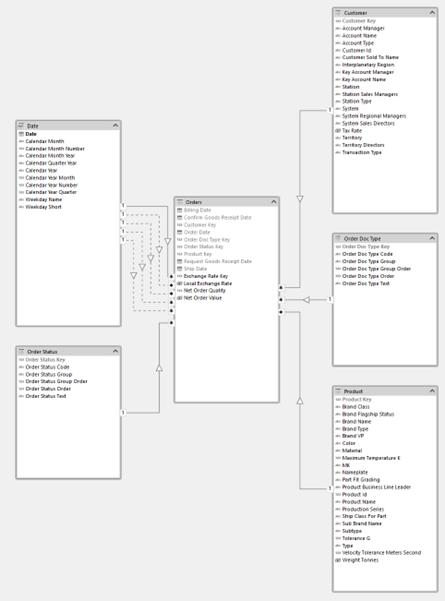 Customer
Customer Key
Account Manager
Account Name
Account Type
Customer Id
Customer Sold To Name
Interplanetary Region
Key Account Manager
Key Account Name
Station
Station Sales Managers
Station Type
System
System Regional Managers
System Sales Directors
Tax Rate
Territory
Territory Directors
Transaction Type
Date
Date
Calendar Month
Calendar Month Number
Calendar Month Year
Calendar Quarter Year
Calendar Year
Calendar Year Month
Calendar Year Number
Calendar Year Quarter
Weekday Name
Weekday Short
1
1
1
1
1
1
Orders
Billing Date
Confirm Goods Receipt Date
Customer Key
Order Date
Order Doc Type Key
Order Status Key
Product Key
Request Goods Receipt Date
Ship Date
Exchange Rate Key
Local Exchange Rate
Net Order Quality
Net Order Value
Order Doc Type
Order Doc Type Key
Order Doc Type Code
Order Doc Type Group
Order Doc Type Group Order
Order Doc Type Order
Order Doc Type Text
1
Order Status
Order Status Key
Order Status Code
Order Status Group
Order Status Group Order
Order Status Order
Order Status Text
1
Product
Product Key
Brand Class
Brand Flagship Status
Brand Name
Brand Type
Brand VP
Color
Material
Maximum Temperature K
MK
Nameplate
Part Fit Grading
Product Business Line Leader
Product Id
Product Name
Production Series
Ship Class For Part
Sub Brand Name
Subtype
Tolerance G
Type
Velocity Tolerance Meters Second
Weight Tonnes
1